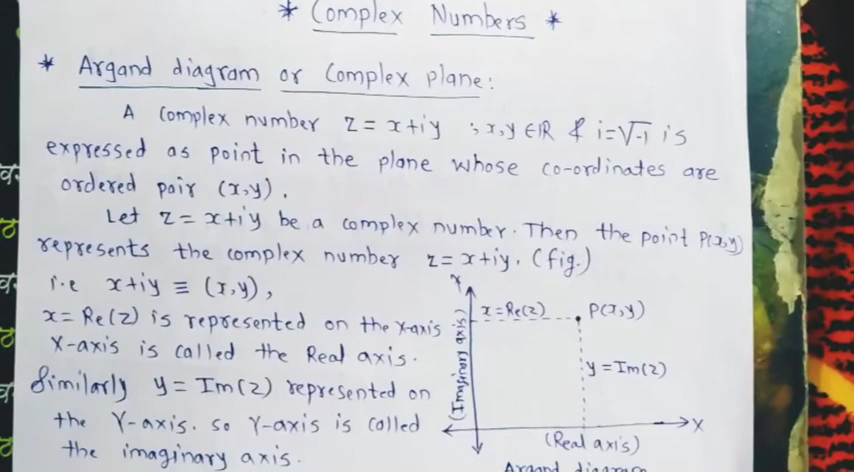 * Complex Numbers *
* Argand diagram or Complex plane:
A complex number z = x+iy ; x,y ∈ ℝ & i=√-1 is
expressed as point in the plane whose co-ordinates are
ordered pair (x,y).
Let z = x+iy be a complex number. Then the point P(x,y)
represents the complex number z = x+iy. (fig.)
i.e x+iy ≡ (x,y),
x = Re(z) is represented on the x-axis
X-axis is called the Real axis.
Similarly y = Im(z) represented on
the Y-axis. so Y-axis is called
the imaginary axis.
Y
x=Re(z)
P(x,y)
(Imaginary axis)
y = Im(z)
X
(Real axis)
Argand diagram